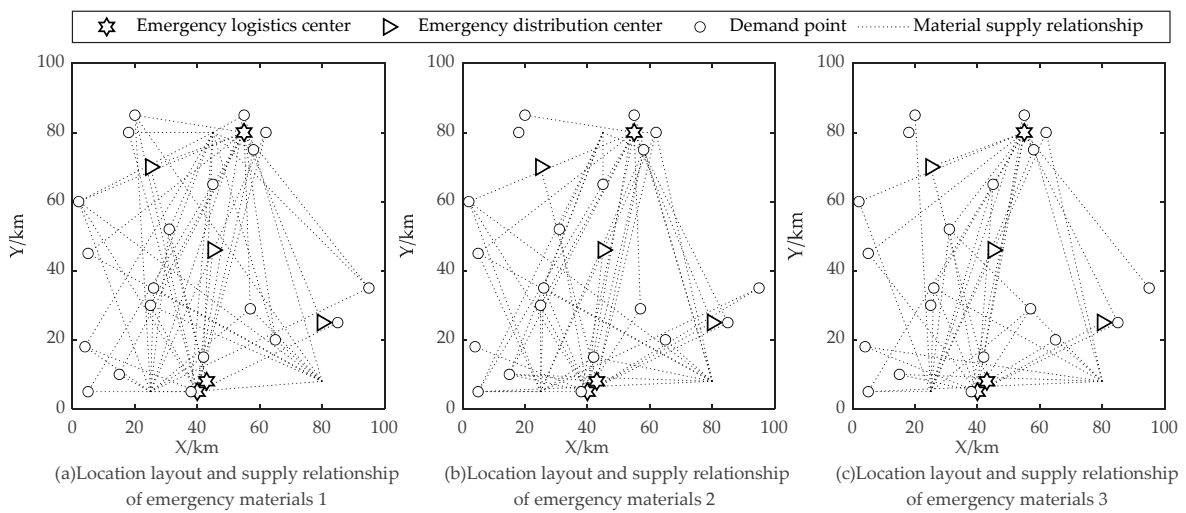 Emergency logistics center Emergency distribution center Demand point Material supply relationship
100
80
60
40
20
0
Y/km
0 20 40 60 80 100
X/km
(a)Location layout and supply relationship
of emergency materials 1
100
80
60
40
20
0
Y/km
0 20 40 60 80 100
X/km
(b)Location layout and supply relationship
of emergency materials 2
100
80
60
40
20
0
Y/km
0 20 40 60 80 100
X/km
(c)Location layout and supply relationship
of emergency materials 3